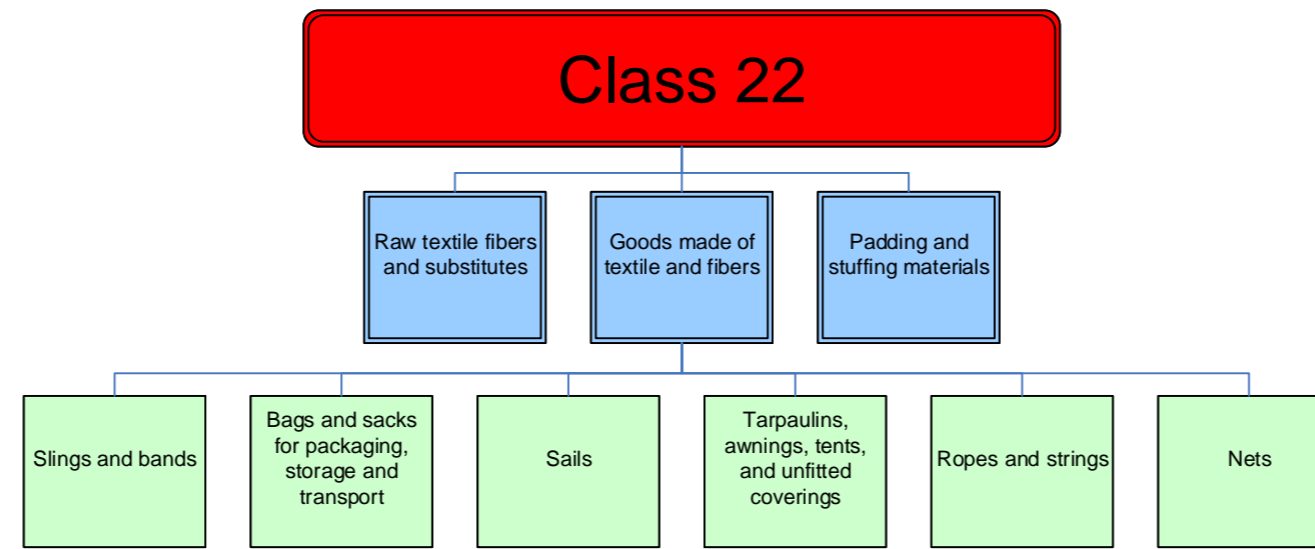 Class 22
Raw textile fibers
and substitutes
Goods made of
textile and fibers
Padding and
stuffing materials
Slings and bands
Bags and sacks
for packaging,
storage and
transport
Sails
Tarpaulins,
awnings, tents,
and unfitted
coverings
Ropes and strings
Nets